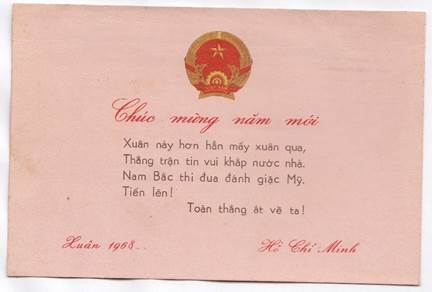 Chúc mừng năm mới
Xuân này hơn hẳn mấy xuân qua,
Thắng trận tin vui khắp nước nhà.
Nam Bắc thi đua đánh giặc Mỹ.
Tiến lên!
Toàn thắng ắt về ta!
Xuân 1968..
Hồ Chí Minh